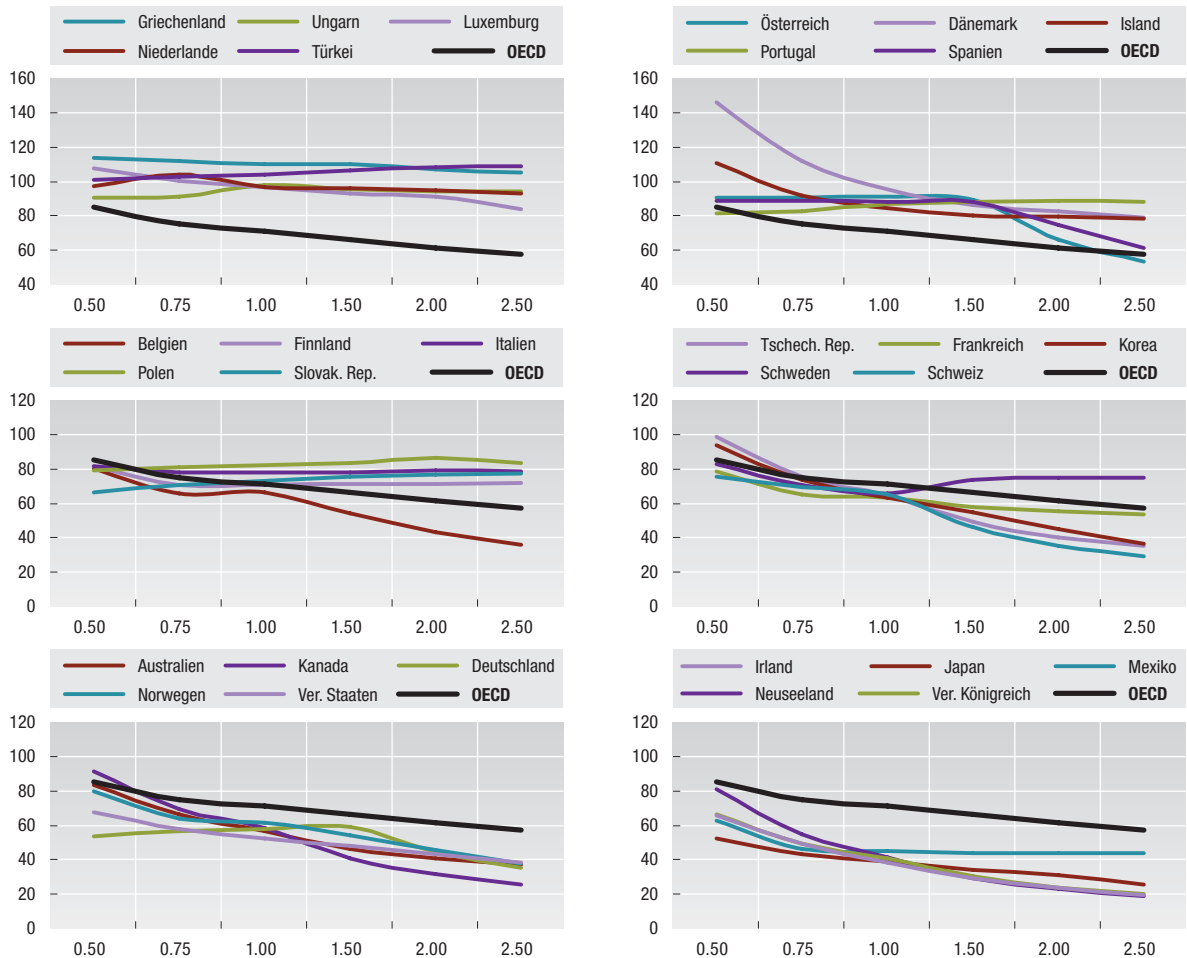 Griechenland Ungarn Luxemburg
Niederlande Türkei OECD
160
140
120
100
80
60
40
0.50 0.75 1.00 1.50 2.00 2.50
Österreich Dänemark Island
Portugal Spanien OECD
160
140
120
100
80
60
40
0.50 0.75 1.00 1.50 2.00 2.50
Belgien Finnland Italien
Polen Slovak. Rep. OECD
120
100
80
60
40
20
0
0.50 0.75 1.00 1.50 2.00 2.50
Tschech. Rep. Frankreich Korea
Schweden Schweiz OECD
120
100
80
60
40
20
0
0.50 0.75 1.00 1.50 2.00 2.50
Australien Kanada Deutschland
Norwegen Ver. Staaten OECD
120
100
80
60
40
20
0
0.50 0.75 1.00 1.50 2.00 2.50
Irland Japan Mexiko
Neuseeland Ver. Königreich OECD
120
100
80
60
40
20
0
0.50 0.75 1.00 1.50 2.00 2.50